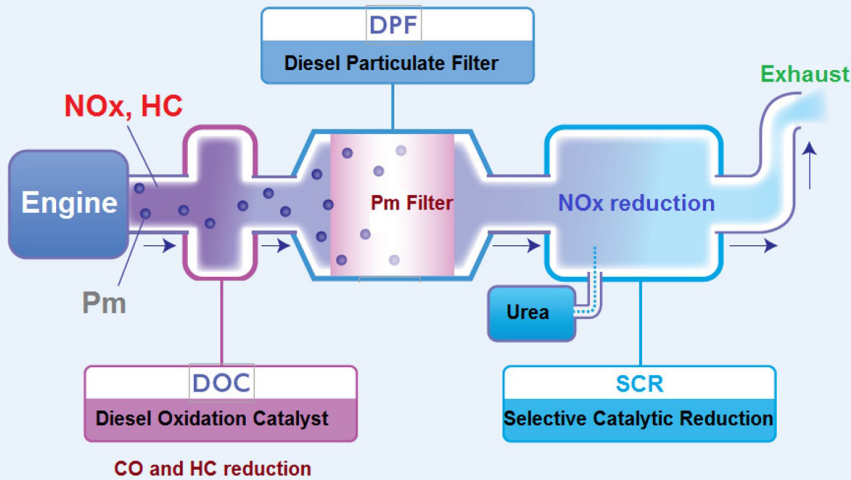 DPF
Diesel Particulate Filter
Exhaust
NOx, HC
Engine
Pm Filter
NOx reduction
Pm
Urea
DOC
Diesel Oxidation Catalyst
SCR
Selective Catalytic Reduction
CO and HC reduction